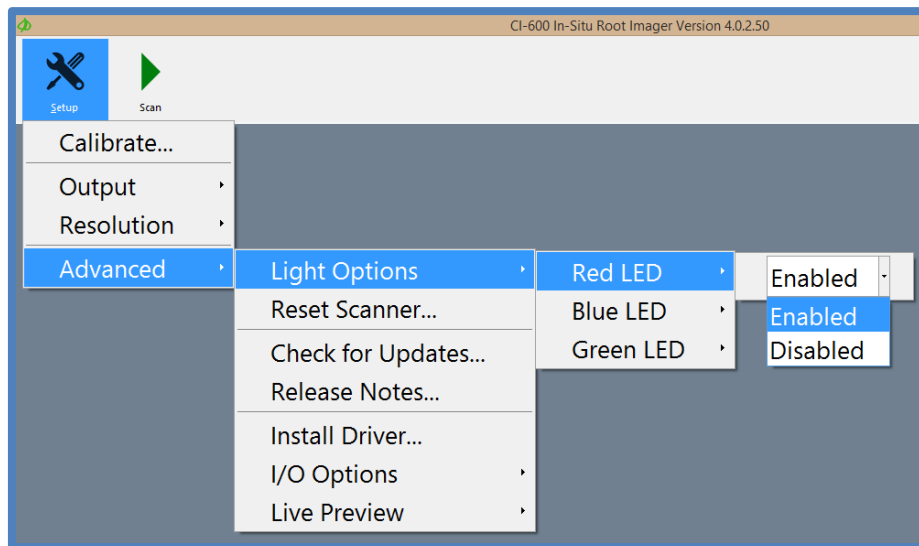 CI-600 In-Situ Root Imager Version 4.0.2.50
Setup
Scan
Calibrate...
Output
Resolution
Advanced
Light Options
Reset Scanner...
Check for Updates...
Release Notes...
Install Driver...
I/O Options
Live Preview
Red LED
Blue LED
Green LED
Enabled
Enabled
Disabled